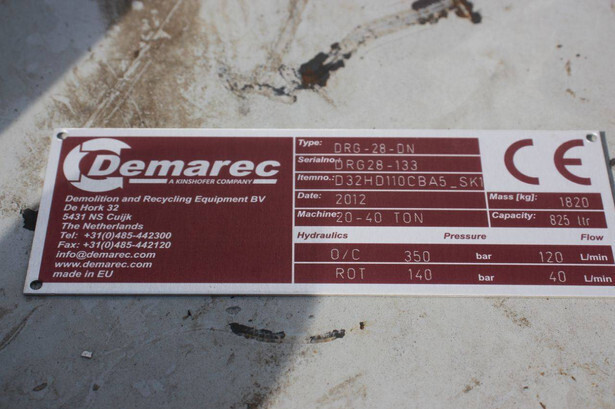 Demarec
A KINSHOFER COMPANY
Demolition and Recycling Equipment BV
De Hork 32
5431 NS Cuijk
The Netherlands
Tel: +31(0)485-442300
Fax: +31(0)485-442120
info@demarec.com
www.demarec.com
made in EU
Type: DRG-28-DN
Serialno.: DRG28-133
Itemno.: D32HD110CBA5_SK1
Date: 2012
Mass [kg]: 1820
Machine: 20-40 TON
Capacity: 825 ltr
Hydraulics Pressure Flow
O/C 350 bar 120 L/min
ROT 140 bar 40 L/min
CE